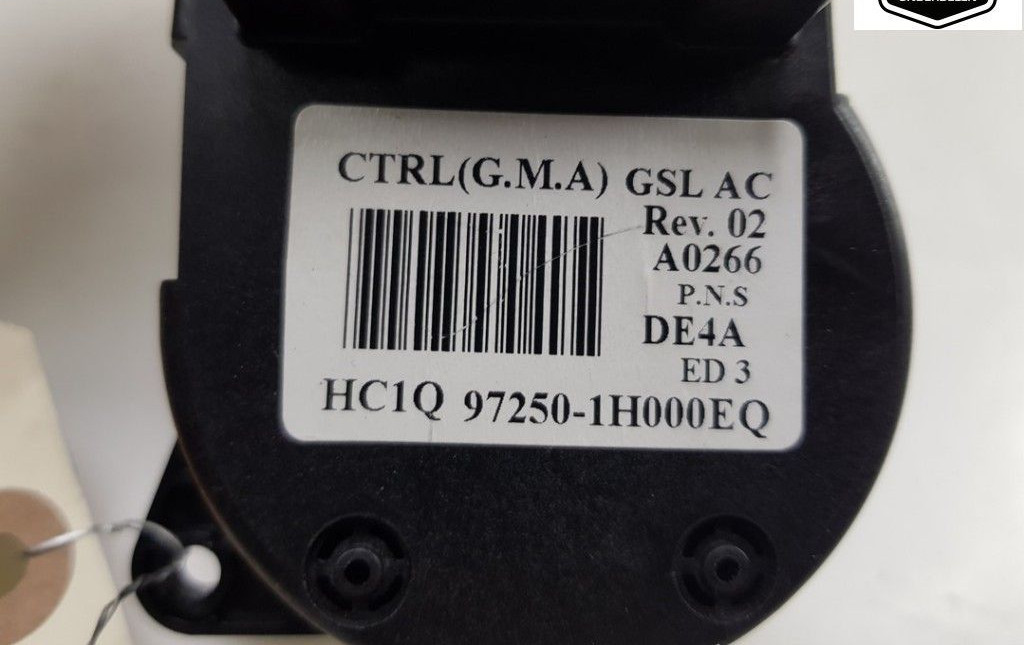 CTRL(G.M.A) GSL AC
Rev. 02
A0266
P.N.S
DE4A
ED 3
HC1Q 97250-1H000EQ